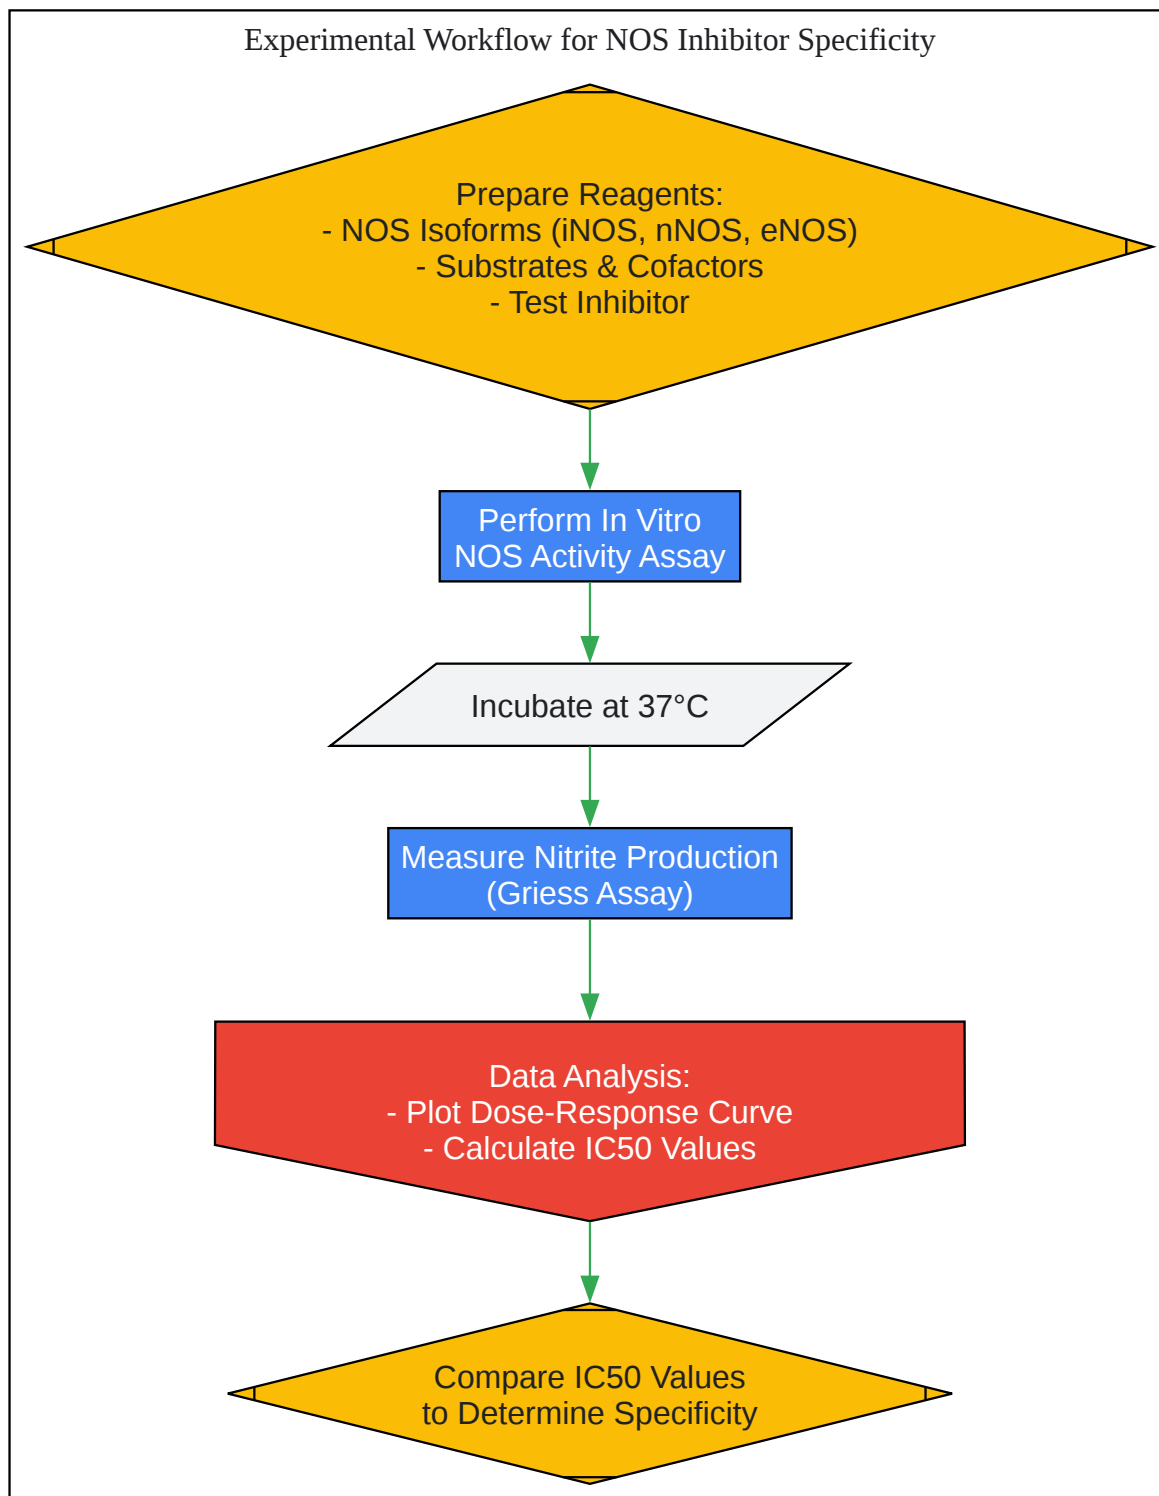 Experimental Workflow for NOS Inhibitor Specificity
Prepare Reagents:
- NOS Isoforms (iNOS, nNOS, eNOS)
- Substrates & Cofactors
- Test Inhibitor
Perform In Vitro
NOS Activity Assay
Incubate at 37°C
Measure Nitrite Production
(Griess Assay)
Data Analysis:
- Plot Dose-Response Curve
- Calculate IC50 Values
Compare IC50 Values
to Determine Specificity